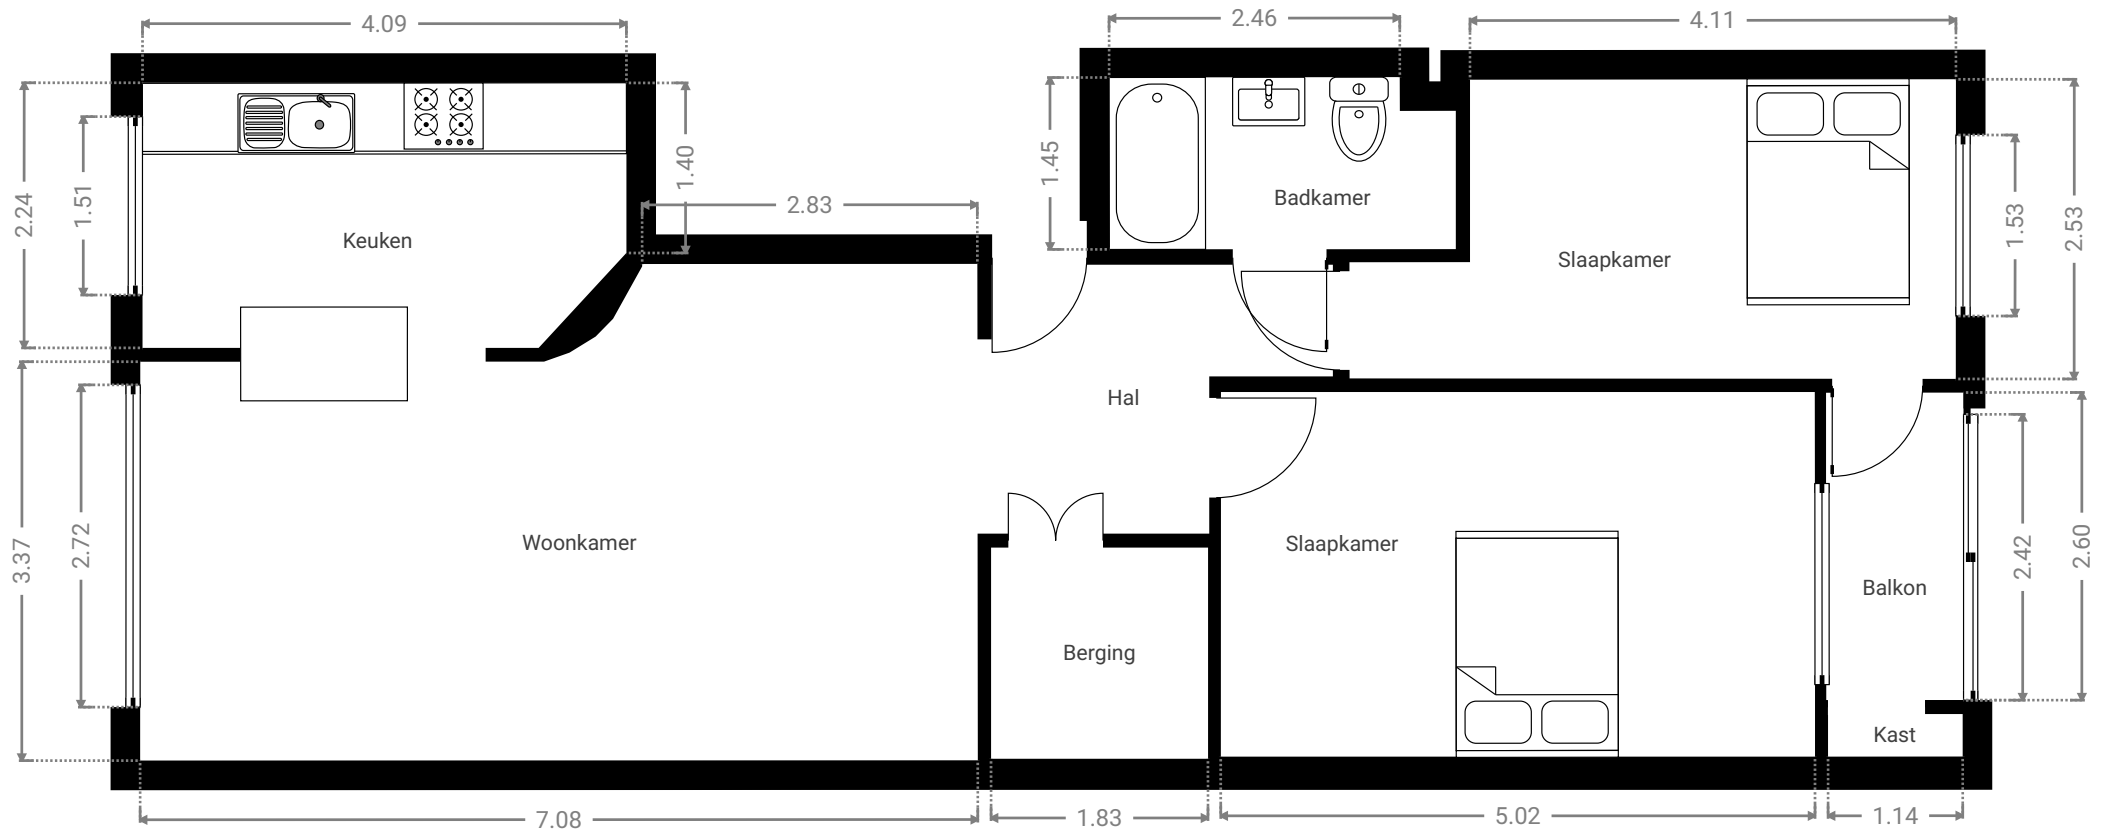 4.09
2.46
4.11
2.24
1.51
1.40
2.83
1.45
1.53
2.53
Keuken
Badkamer
Slaapkamer
Hal
3.37
2.72
Woonkamer
Slaapkamer
Berging
Balkon
Kast
2.42
2.60
7.08
1.83
5.02
1.14